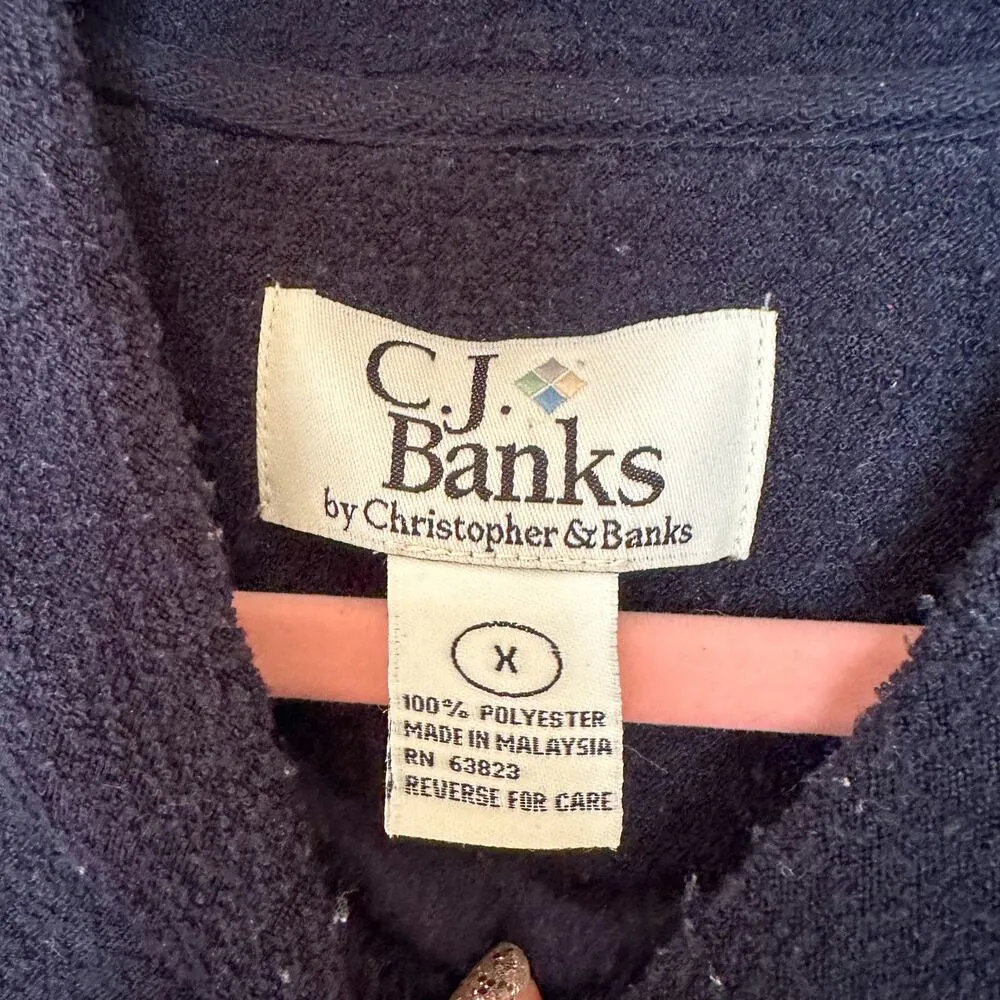 C.J.
Banks
by Christopher & Banks
X
100% POLYESTER
MADE IN MALAYSIA
RN 63823
REVERSE FOR CARE